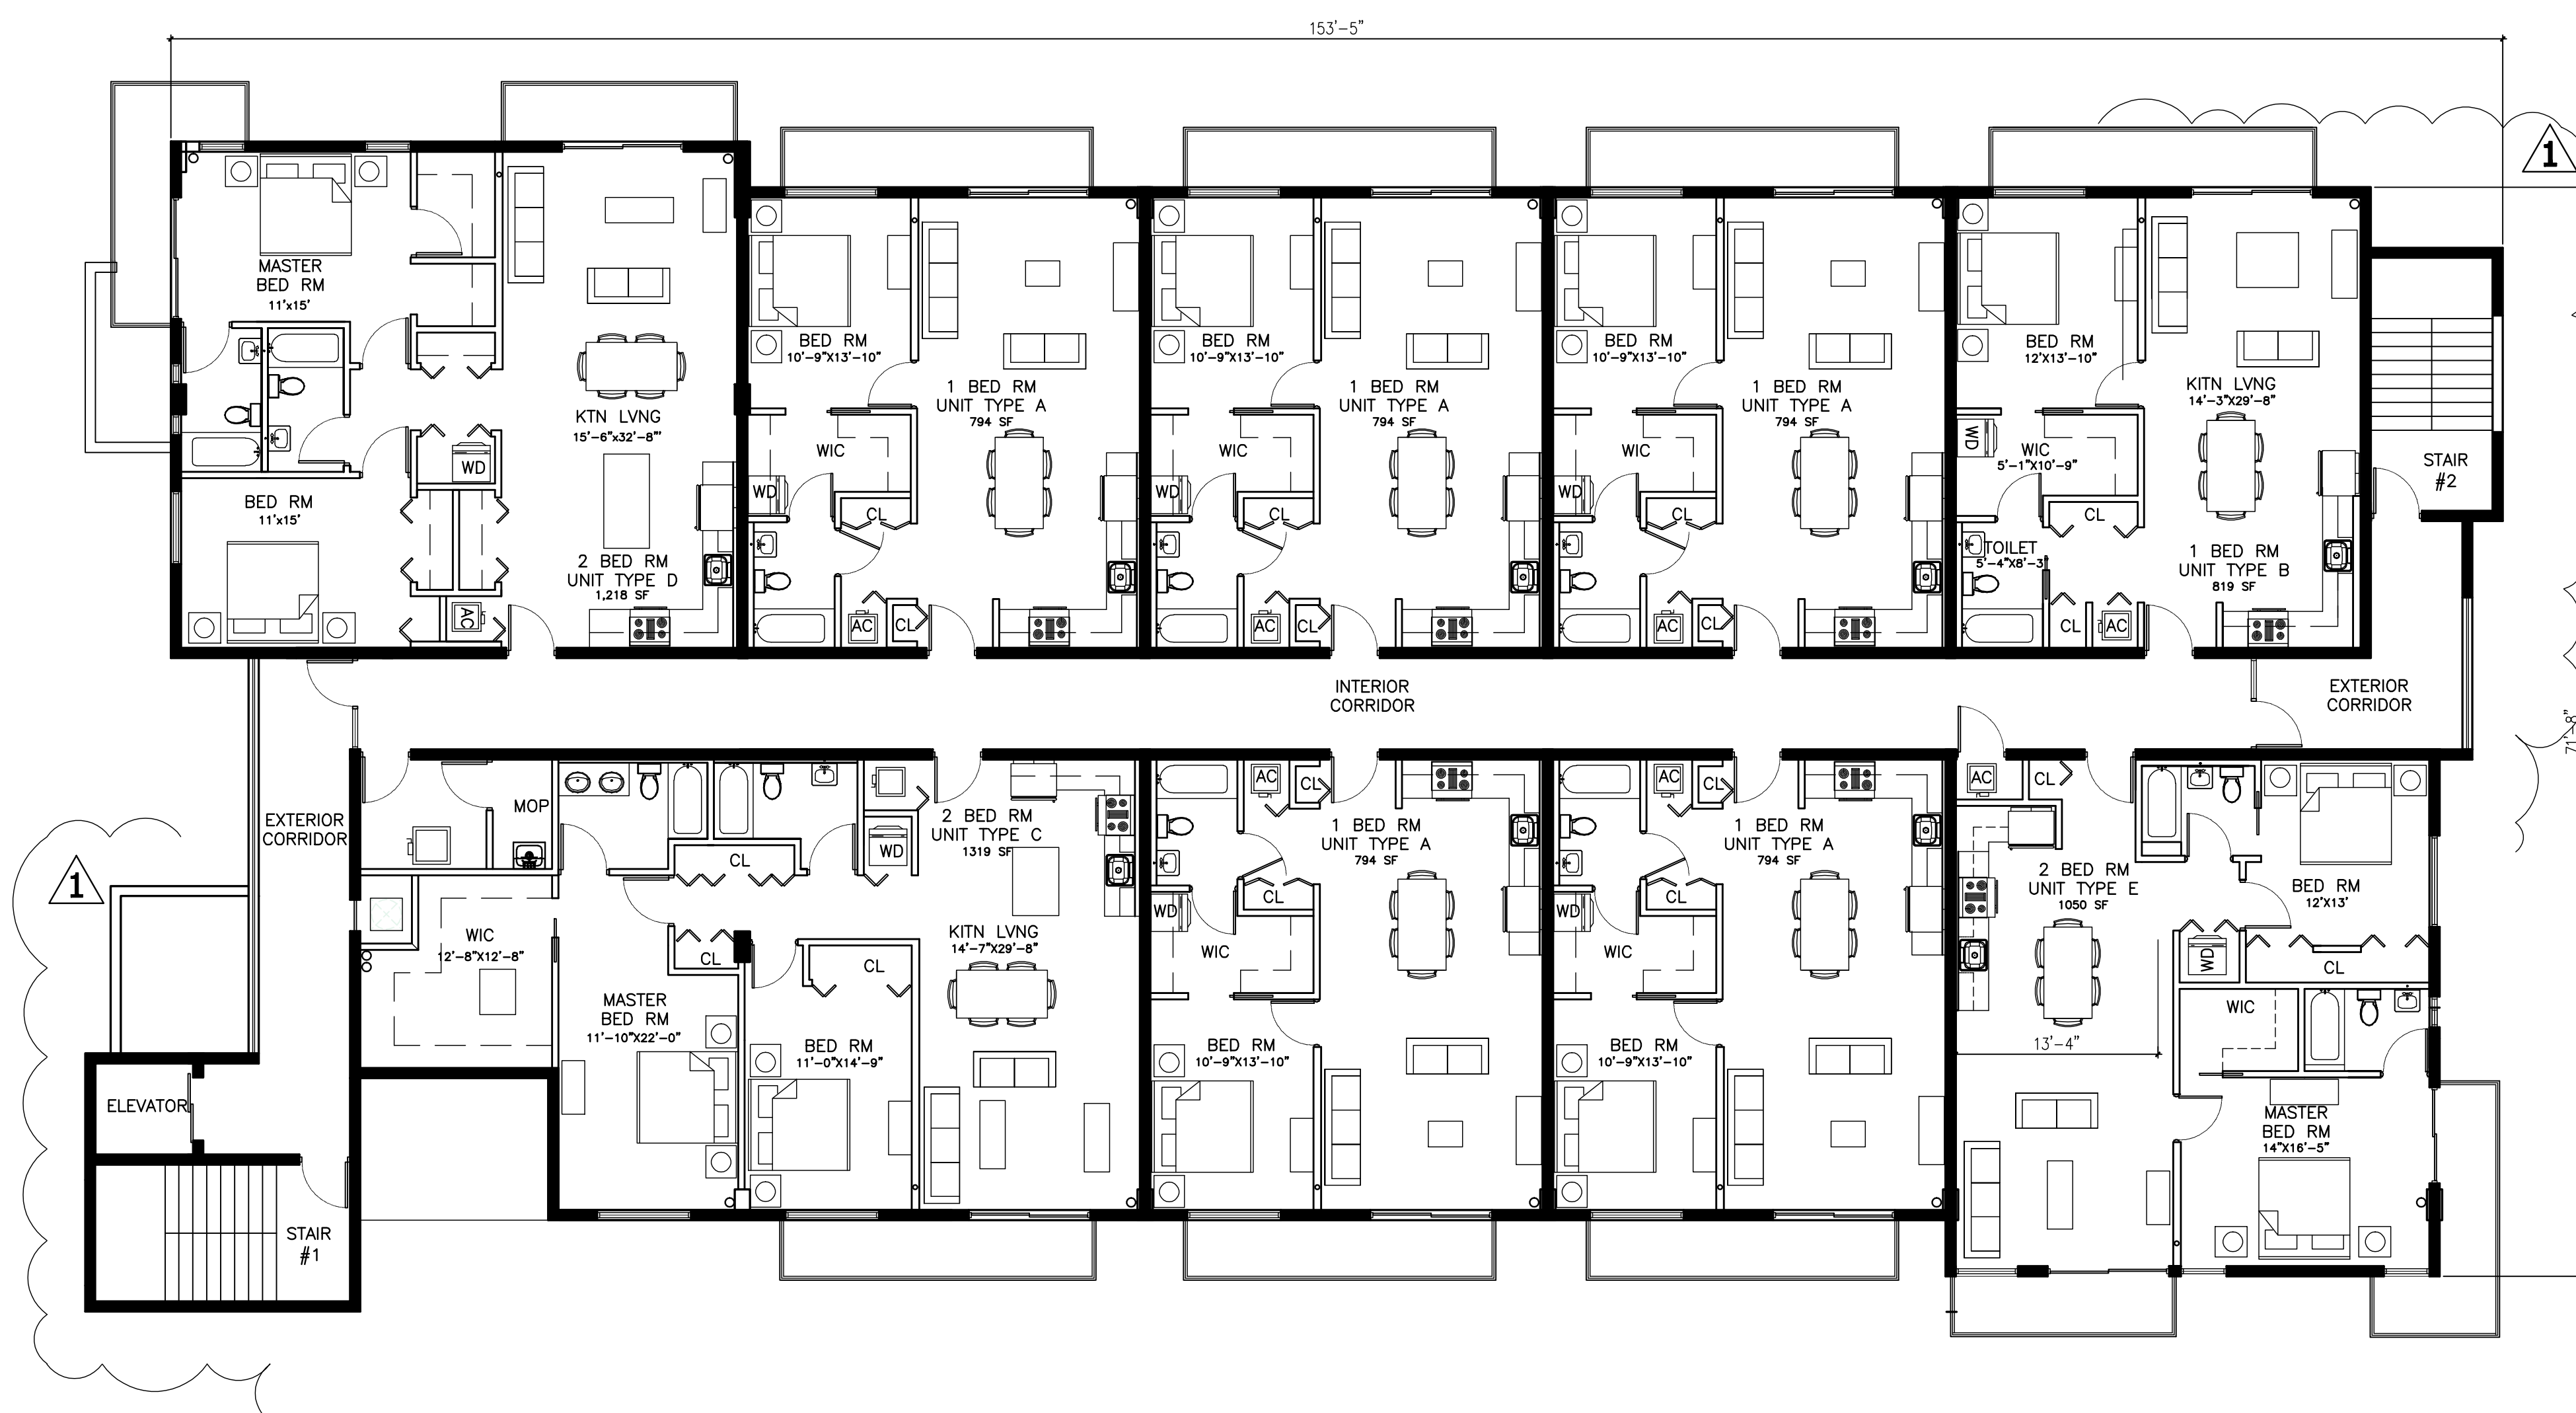 153'-5"
1
MASTER
BED RM
11'x15'
BED RM
11'x15'
WD
AC
KTN LVNG
15'-6"x32'-8"'
2 BED RM
UNIT TYPE D
1,218 SF
BED RM
10'-9"X13'-10"
1 BED RM
UNIT TYPE A
794 SF
WIC
WD
CL
AC
CL
BED RM
10'-9"X13'-10"
1 BED RM
UNIT TYPE A
794 SF
WIC
WD
CL
AC
CL
BED RM
10'-9"X13'-10"
1 BED RM
UNIT TYPE A
794 SF
WIC
WD
CL
AC
CL
BED RM
12'X13'-10"
KITN LVNG
14'-3"X29'-8"
WD
WIC
5'-1"X10'-9"
CL
TOILET
5'-4"X8'-3
1 BED RM
UNIT TYPE B
819 SF
CL
AC
STAIR
#2
INTERIOR
CORRIDOR
EXTERIOR
CORRIDOR
71'-8"
EXTERIOR
CORRIDOR
1
MOP
WIC
12'-8"X12'-8"
CL
CL
MASTER
BED RM
11'-10"X22'-0"
CL
BED RM
11'-0"X14'-9"
WD
2 BED RM
UNIT TYPE C
1319 SF
KITN LVNG
14'-7"X29'-8"
AC
CL
1 BED RM
UNIT TYPE A
794 SF
CL
WD
WIC
BED RM
10'-9"X13'-10"
AC
CL
1 BED RM
UNIT TYPE A
794 SF
CL
WD
WIC
BED RM
10'-9"X13'-10"
AC
CL
2 BED RM
UNIT TYPE E
1050 SF
BED RM
12'X13'
WD
CL
WIC
13'-4"
MASTER
BED RM
14"X16'-5"
ELEVATOR
STAIR
#1